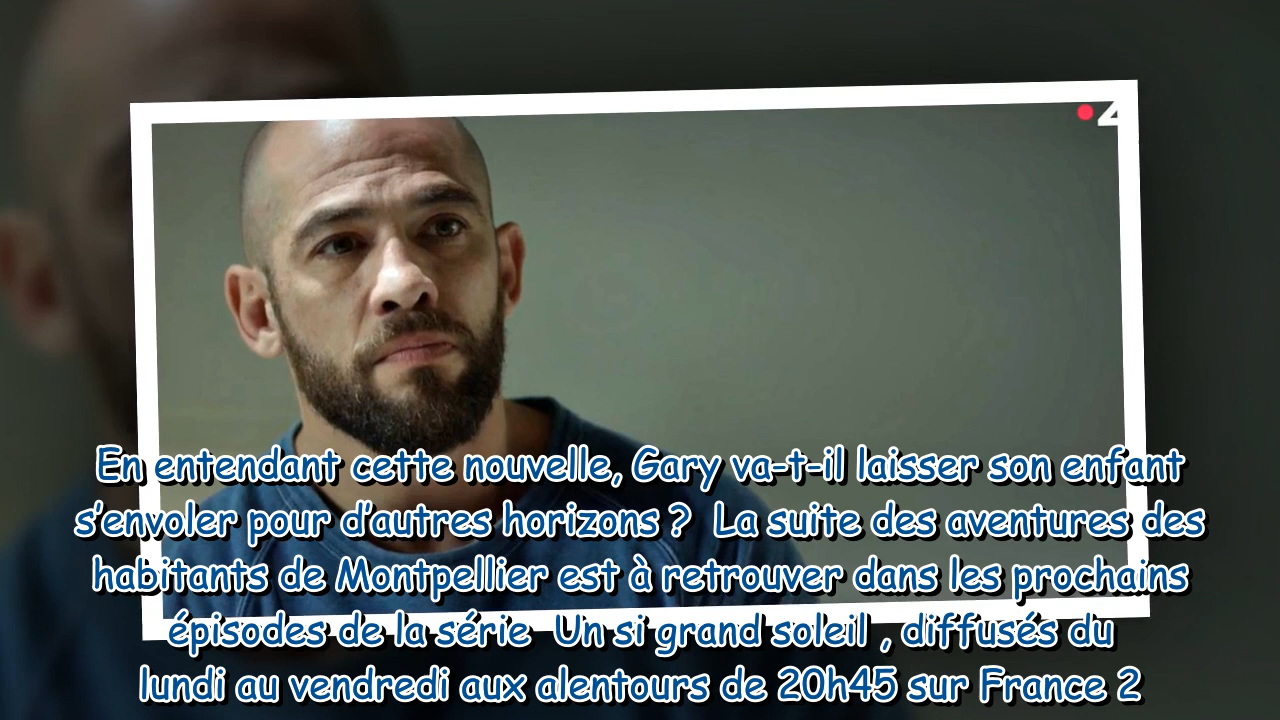 En entendant cette nouvelle, Gary va-t-il laisser son enfant
s'envoler pour d'autres horizons ? La suite des aventures des
habitants de Montpellier est à retrouver dans les prochains
épisodes de la série Un si grand soleil , diffusés du
lundi au vendredi aux alentours de 20h45 sur France 2